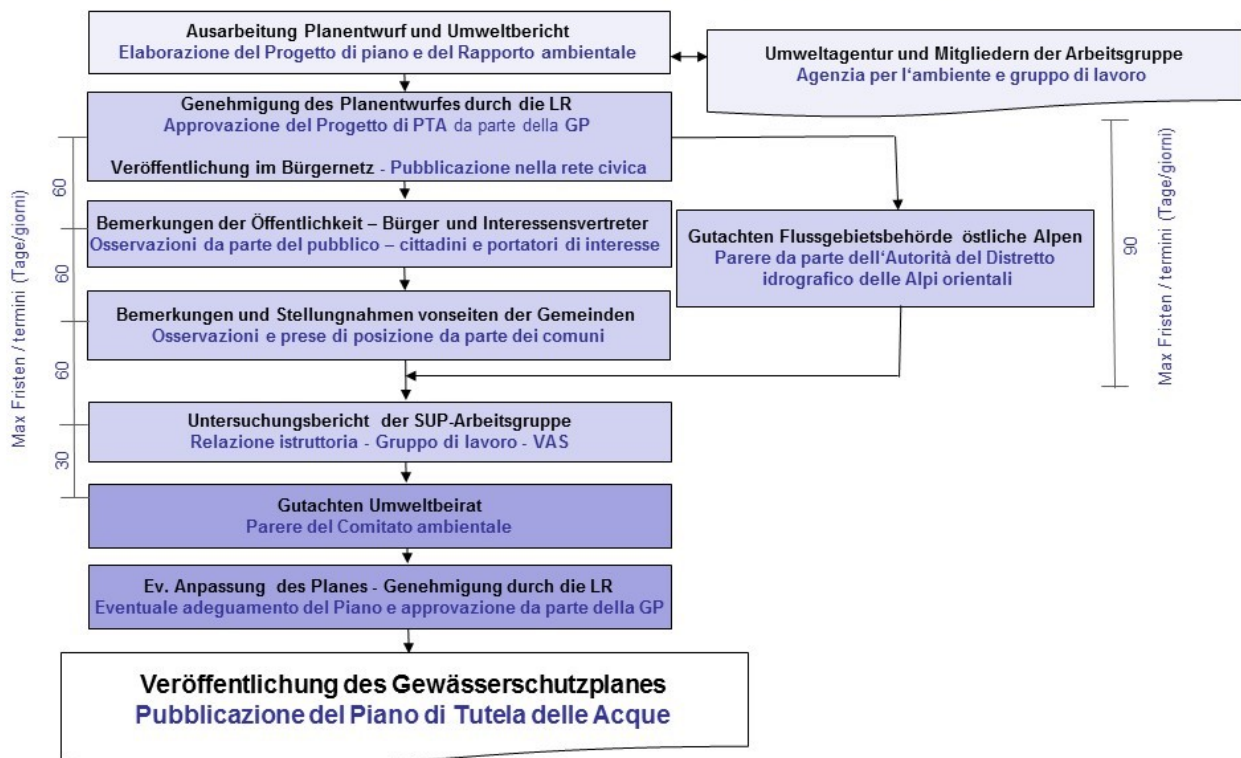 Ausarbeitung Planentwurf und Umweltbericht
Elaborazione del Progetto di piano e del Rapporto ambientale
Umweltagentur und Mitgliedern der Arbeitsgruppe
Agenzia per l'ambiente e gruppo di lavoro
Genehmigung des Planentwurfes durch die LR
Approvazione del Progetto di PTA da parte della GP
Veröffentlichung im Bürgernetz - Pubblicazione nella rete civica
Bemerkungen der Öffentlichkeit – Bürger und Interessensvertreter
Osservazioni da parte del pubblico – cittadini e portatori di interesse
Gutachten Flussgebietsbehörde östliche Alpen
Parere da parte dell'Autorità del Distretto
idrografico delle Alpi orientali
Bemerkungen und Stellungnahmen vonseiten der Gemeinden
Osservazioni e prese di posizione da parte dei comuni
Untersuchungsbericht der SUP-Arbeitsgruppe
Relazione istruttoria - Gruppo di lavoro - VAS
Gutachten Umweltbeirat
Parere del Comitato ambientale
Ev. Anpassung des Planes - Genehmigung durch die LR
Eventuale adeguamento del Piano e approvazione da parte della GP
Veröffentlichung des Gewässerschutzplanes
Pubblicazione del Piano di Tutela delle Acque
Max Fristen / termini (Tage/giorni)
60
60
60
30
90
Max Fristen / termini (Tage/giorni)